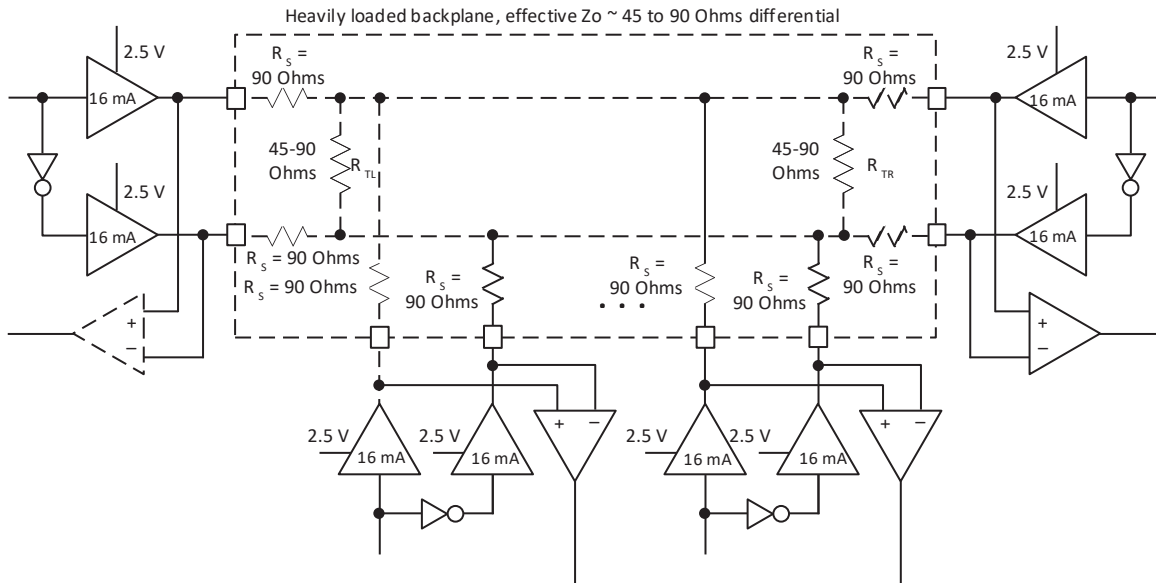 Heavily loaded backplane, effective Zo ~ 45 to 90 Ohms differential
2.5 V
R S =
90 Ohms
R S =
90 Ohms
2.5 V
16 mA
16 mA
45-90
Ohms
R TL
45-90
Ohms
R TR
2.5 V
2.5 V
16 mA
16 mA
R S = 90 Ohms
R S = 90 Ohms
R S =
90 Ohms
R S =
90 Ohms
R S =
90 Ohms
R S =
90 Ohms
. . .
+
–
+
–
+
–
+
–
2.5 V
16 mA
2.5 V
16 mA
2.5 V
16 mA
2.5 V
16 mA